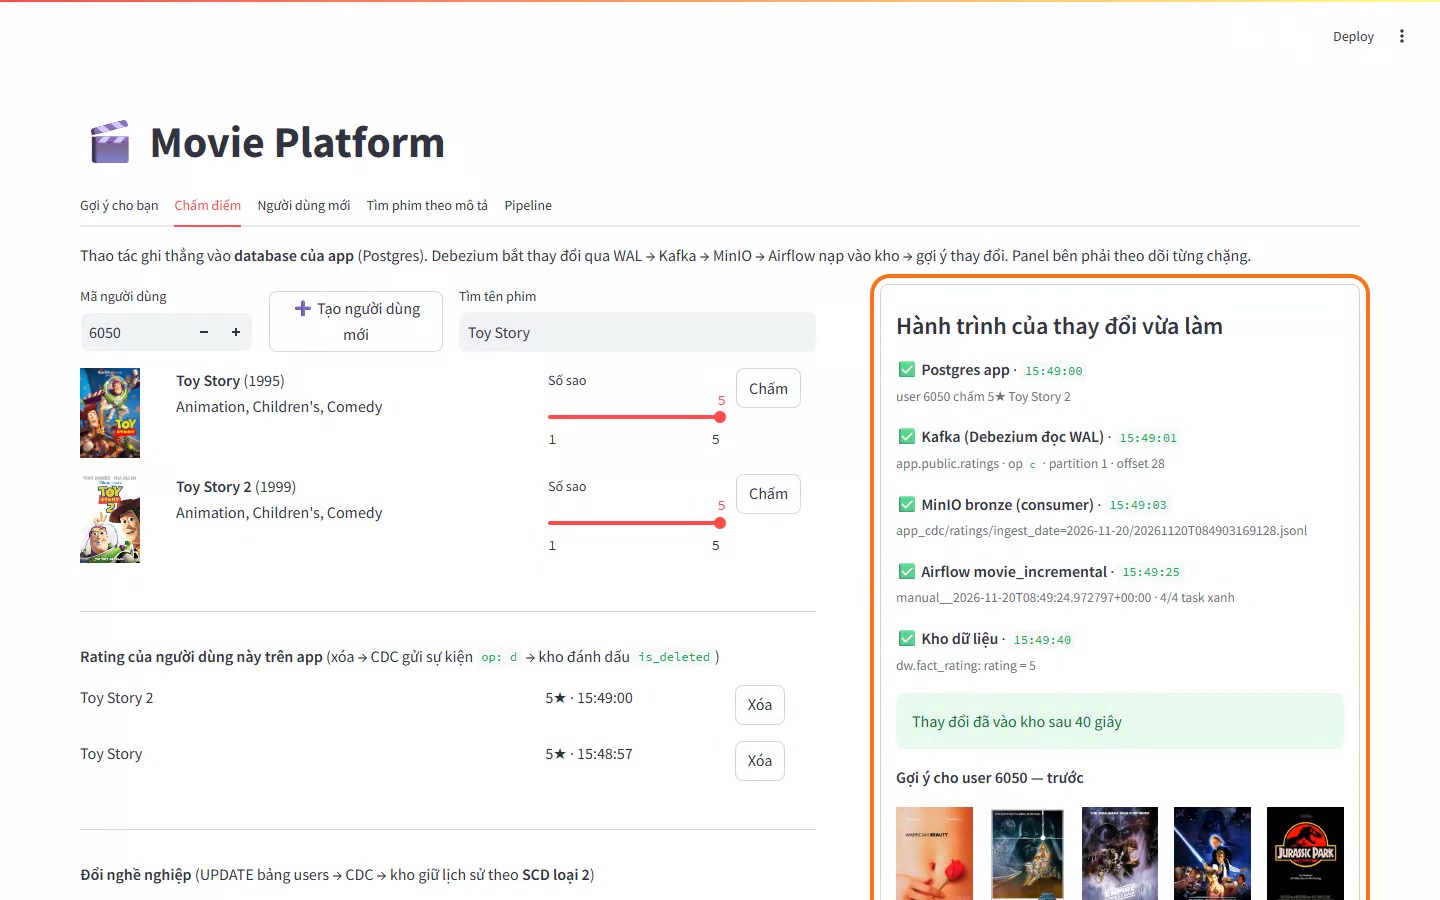 Deploy
Movie Platform
Gợi ý cho bạn
Chấm điểm
Người dùng mới
Tìm phim theo mô tả
Pipeline
Thao tác ghi thẳng vào database của app (Postgres). Debezium bắt thay đổi qua WAL → Kafka → MinIO → Airflow nạp vào kho → gợi ý thay đổi. Panel bên phải theo dõi từng chặng.
Mã người dùng
6050
− +
Tạo người dùng
mới
Tìm tên phim
Toy Story
Toy Story (1995)
Animation, Children's, Comedy
Số sao
5
1 5
Chấm
Toy Story 2 (1999)
Animation, Children's, Comedy
Số sao
5
1 5
Chấm
Rating của người dùng này trên app (xóa → CDC gửi sự kiện op: d → kho đánh dấu is_deleted )
Toy Story 2
5★ · 15:49:00
Xóa
Toy Story
5★ · 15:48:57
Xóa
Đổi nghề nghiệp (UPDATE bảng users → CDC → kho giữ lịch sử theo SCD loại 2)
Hành trình của thay đổi vừa làm
Postgres app · 15:49:00
user 6050 chấm 5★ Toy Story 2
Kafka (Debezium đọc WAL) · 15:49:01
app.public.ratings · op c · partition 1 · offset 28
MinIO bronze (consumer) · 15:49:03
app_cdc/ratings/ingest_date=2026-11-20/20261120T084903169128.jsonl
Airflow movie_incremental · 15:49:25
manual__2026-11-20T08:49:24.972797+00:00 · 4/4 task xanh
Kho dữ liệu · 15:49:40
dw.fact_rating: rating = 5
Thay đổi đã vào kho sau 40 giây
Gợi ý cho user 6050 — trước
AMERICAN BEAUTY
JURASSIC PARK